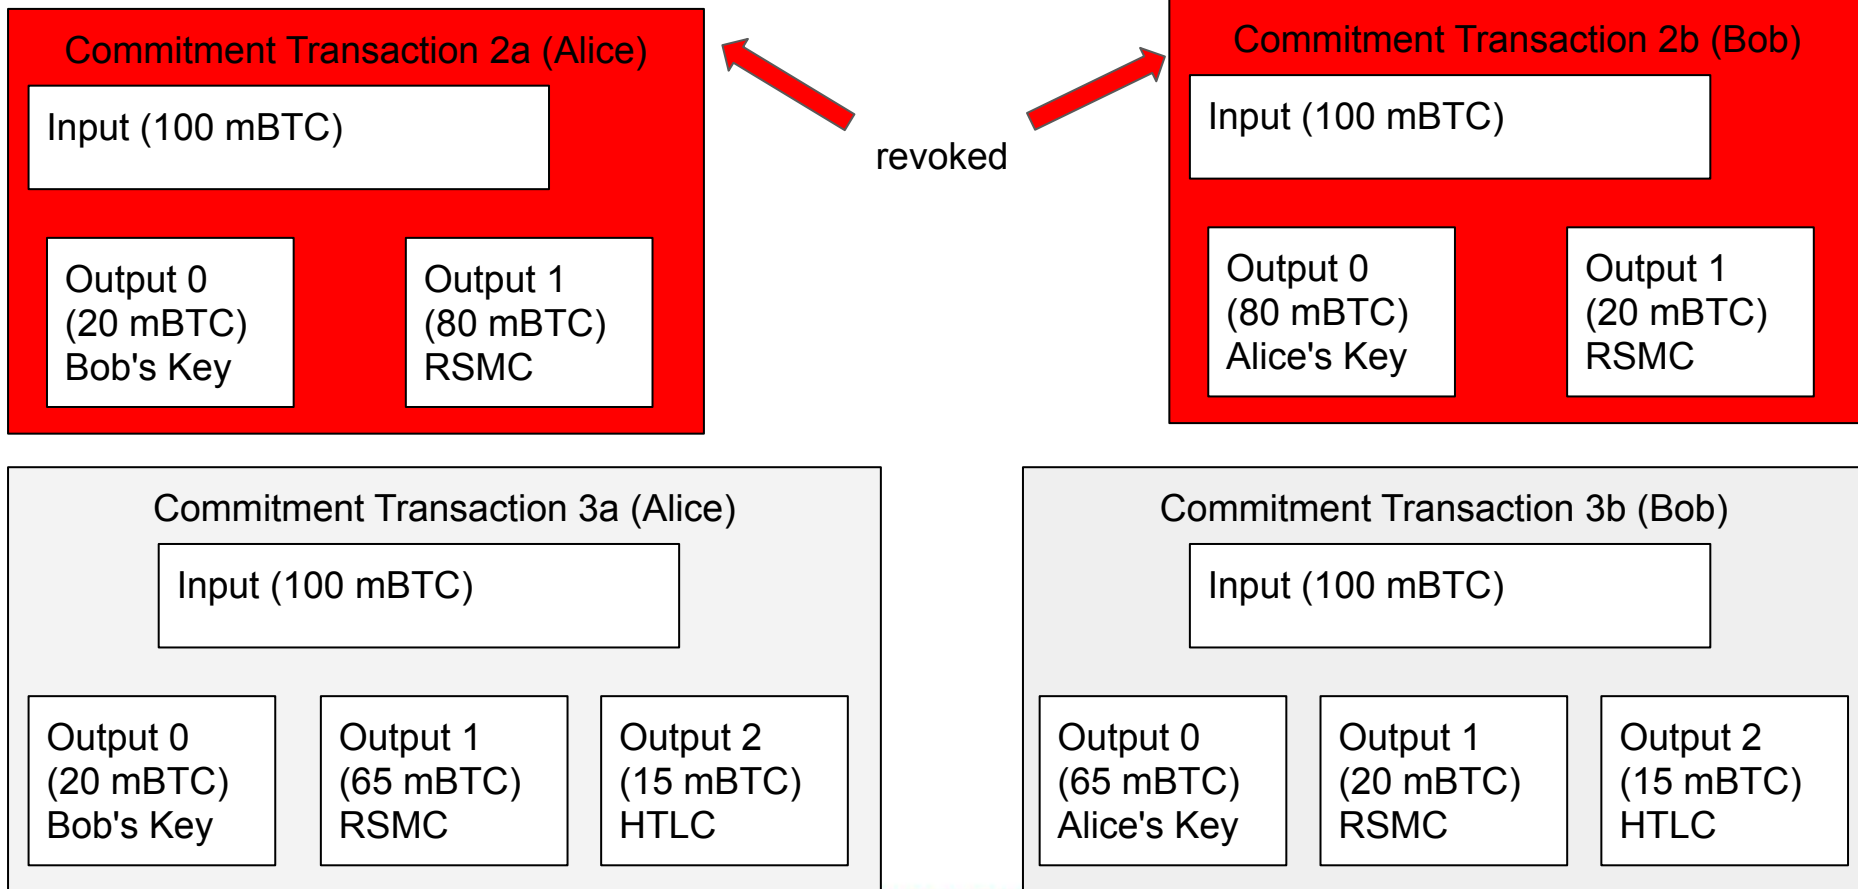 Commitment Transaction 2a (Alice)
Input (100 mBTC)
Output 0
(20 mBTC)
Bob's Key
Output 1
(80 mBTC)
RSMC
revoked
Commitment Transaction 2b (Bob)
Input (100 mBTC)
Output 0
(80 mBTC)
Alice's Key
Output 1
(20 mBTC)
RSMC
Commitment Transaction 3a (Alice)
Input (100 mBTC)
Output 0
(20 mBTC)
Bob's Key
Output 1
(65 mBTC)
RSMC
Output 2
(15 mBTC)
HTLC
Commitment Transaction 3b (Bob)
Input (100 mBTC)
Output 0
(65 mBTC)
Alice's Key
Output 1
(20 mBTC)
RSMC
Output 2
(15 mBTC)
HTLC